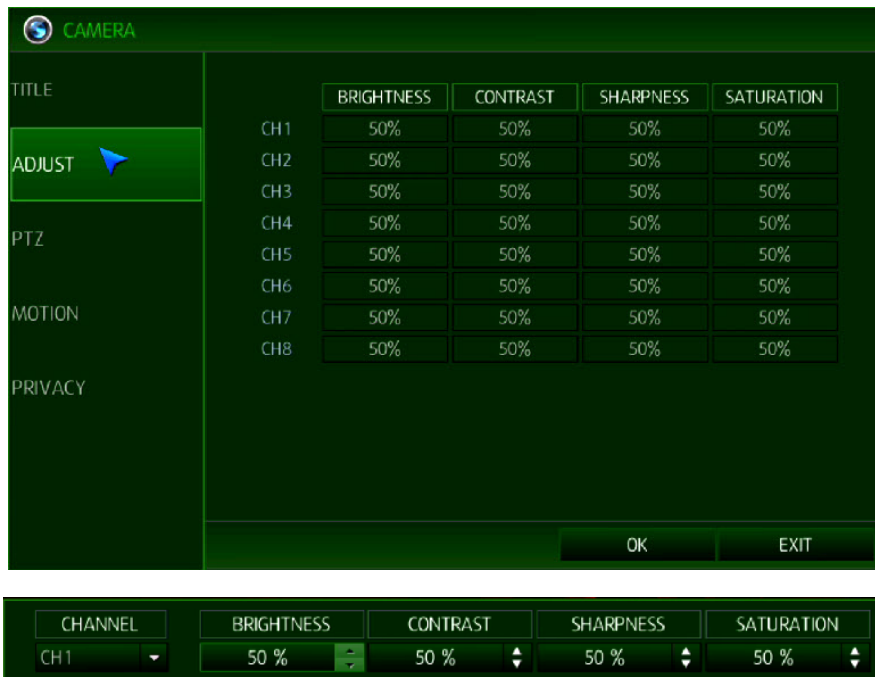 CAMERA
TITLE
ADJUST
PTZ
MOTION
PRIVACY
BRIGHTNESS CONTRAST SHARPNESS SATURATION
CH1 50% 50% 50% 50%
CH2 50% 50% 50% 50%
CH3 50% 50% 50% 50%
CH4 50% 50% 50% 50%
CH5 50% 50% 50% 50%
CH6 50% 50% 50% 50%
CH7 50% 50% 50% 50%
CH8 50% 50% 50% 50%
OK EXIT
CHANNEL BRIGHTNESS CONTRAST SHARPNESS SATURATION
CH1 50 % 50 % 50 % 50 %